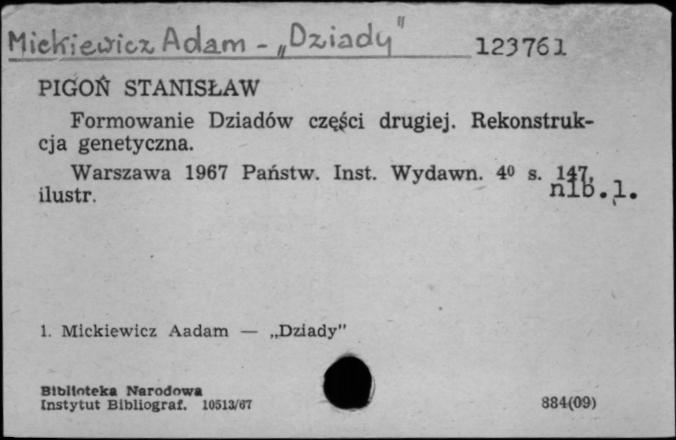 Mickiewicz Adam - „Dziady"
123761
PIGOŃ STANISŁAW
Formowanie Dziadów części drugiej. Rekonstruk-
cja genetyczna.
Warszawa 1967 Państw. Inst. Wydawn. 4⁰ s. 147,
ilustr. nlb.1.
1. Mickiewicz Aadam — „Dziady"
Biblioteka Narodowa
Instytut Bibliograf. 10513/67
884(09)